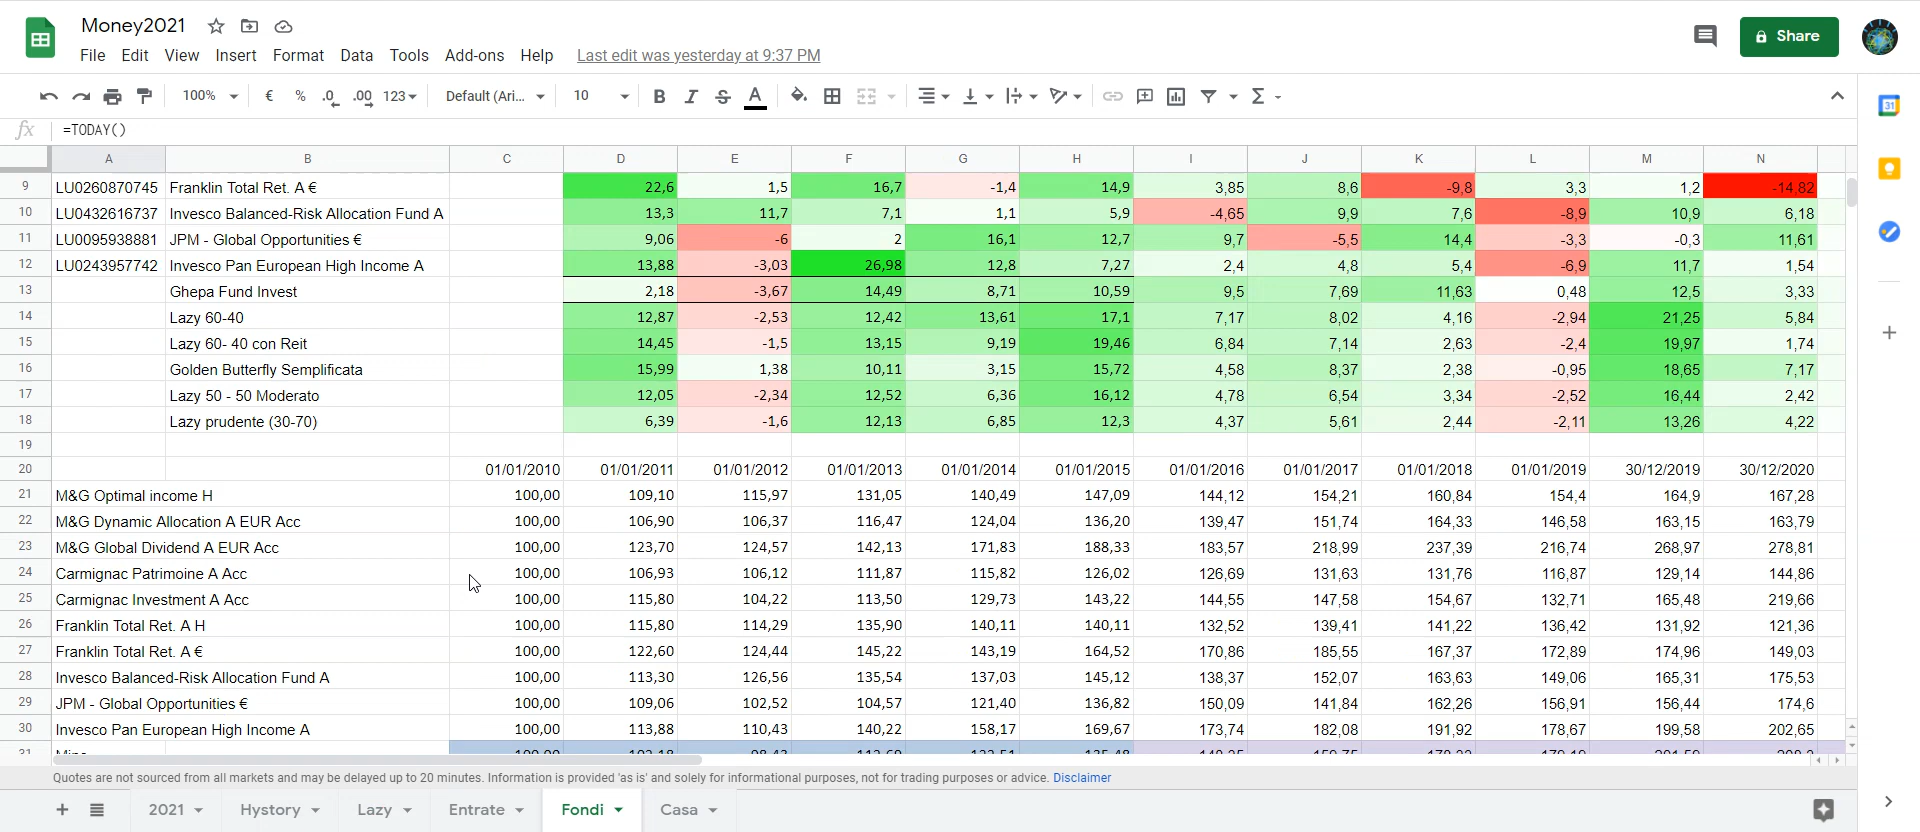 Money2021
File Edit View Insert Format Data Tools Add-ons Help Last edit was yesterday at 9:37 PM
Share
100% € % .0 .00 123 Default (Ari... 10 B I S A Σ
fx =TODAY()
A B C D E F G H I J K L M N
9 LU0260870745 Franklin Total Ret. A € 22,6 1,5 16,7 -1,4 14,9 3,85 8,6 -9,8 3,3 1,2 -14,82
10 LU0432616737 Invesco Balanced-Risk Allocation Fund A 13,3 11,7 7,1 1,1 5,9 -4,65 9,9 7,6 -8,9 10,9 6,18
11 LU0095938881 JPM - Global Opportunities € 9,06 -6 2 16,1 12,7 9,7 -5,5 14,4 -3,3 -0,3 11,61
12 LU0243957742 Invesco Pan European High Income A 13,88 -3,03 26,98 12,8 7,27 2,4 4,8 5,4 -6,9 11,7 1,54
13 Ghepa Fund Invest 2,18 -3,67 14,49 8,71 10,59 9,5 7,69 11,63 0,48 12,5 3,33
14 Lazy 60-40 12,87 -2,53 12,42 13,61 17,1 7,17 8,02 4,16 -2,94 21,25 5,84
15 Lazy 60- 40 con Reit 14,45 -1,5 13,15 9,19 19,46 6,84 7,14 2,63 -2,4 19,97 1,74
16 Golden Butterfly Semplificata 15,99 1,38 10,11 3,15 15,72 4,58 8,37 2,38 -0,95 18,65 7,17
17 Lazy 50 - 50 Moderato 12,05 -2,34 12,52 6,36 16,12 4,78 6,54 3,34 -2,52 16,44 2,42
18 Lazy prudente (30-70) 6,39 -1,6 12,13 6,85 12,3 4,37 5,61 2,44 -2,11 13,26 4,22
19
20 01/01/2010 01/01/2011 01/01/2012 01/01/2013 01/01/2014 01/01/2015 01/01/2016 01/01/2017 01/01/2018 01/01/2019 30/12/2019 30/12/2020
21 M&G Optimal income H 100,00 109,10 115,97 131,05 140,49 147,09 144,12 154,21 160,84 154,4 164,9 167,28
22 M&G Dynamic Allocation A EUR Acc 100,00 106,90 106,37 116,47 124,04 136,20 139,47 151,74 164,33 146,58 163,15 163,79
23 M&G Global Dividend A EUR Acc 100,00 123,70 124,57 142,13 171,83 188,33 183,57 218,99 237,39 216,74 268,97 278,81
24 Carmignac Patrimoine A Acc 100,00 106,93 106,12 111,87 115,82 126,02 126,69 131,63 131,76 116,87 129,14 144,86
25 Carmignac Investment A Acc 100,00 115,80 104,22 113,50 129,73 143,22 144,55 147,58 154,67 132,71 165,48 219,66
26 Franklin Total Ret. A H 100,00 115,80 114,29 135,90 140,11 140,11 132,52 139,41 141,22 136,42 131,92 121,36
27 Franklin Total Ret. A € 100,00 122,60 124,44 145,22 143,19 164,52 170,86 185,55 167,37 172,89 174,96 149,03
28 Invesco Balanced-Risk Allocation Fund A 100,00 113,30 126,56 135,54 137,03 145,12 138,37 152,07 163,63 149,06 165,31 175,53
29 JPM - Global Opportunities € 100,00 109,06 102,52 104,57 121,40 136,82 150,09 141,84 162,26 156,91 156,44 174,6
30 Invesco Pan European High Income A 100,00 113,88 110,43 140,22 158,17 169,67 173,74 182,08 191,92 178,67 199,58 202,65
Quotes are not sourced from all markets and may be delayed up to 20 minutes. Information is provided 'as is' and solely for informational purposes, not for trading purposes or advice. Disclaimer
2021 Hystory Lazy Entrate Fondi Casa